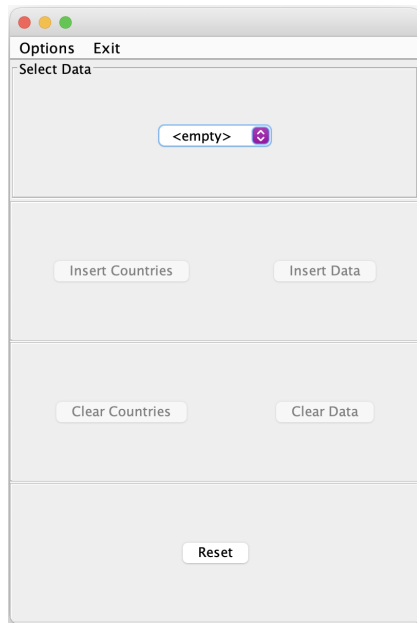 Options Exit
Select Data
<empty>
Insert Countries Insert Data
Clear Countries Clear Data
Reset